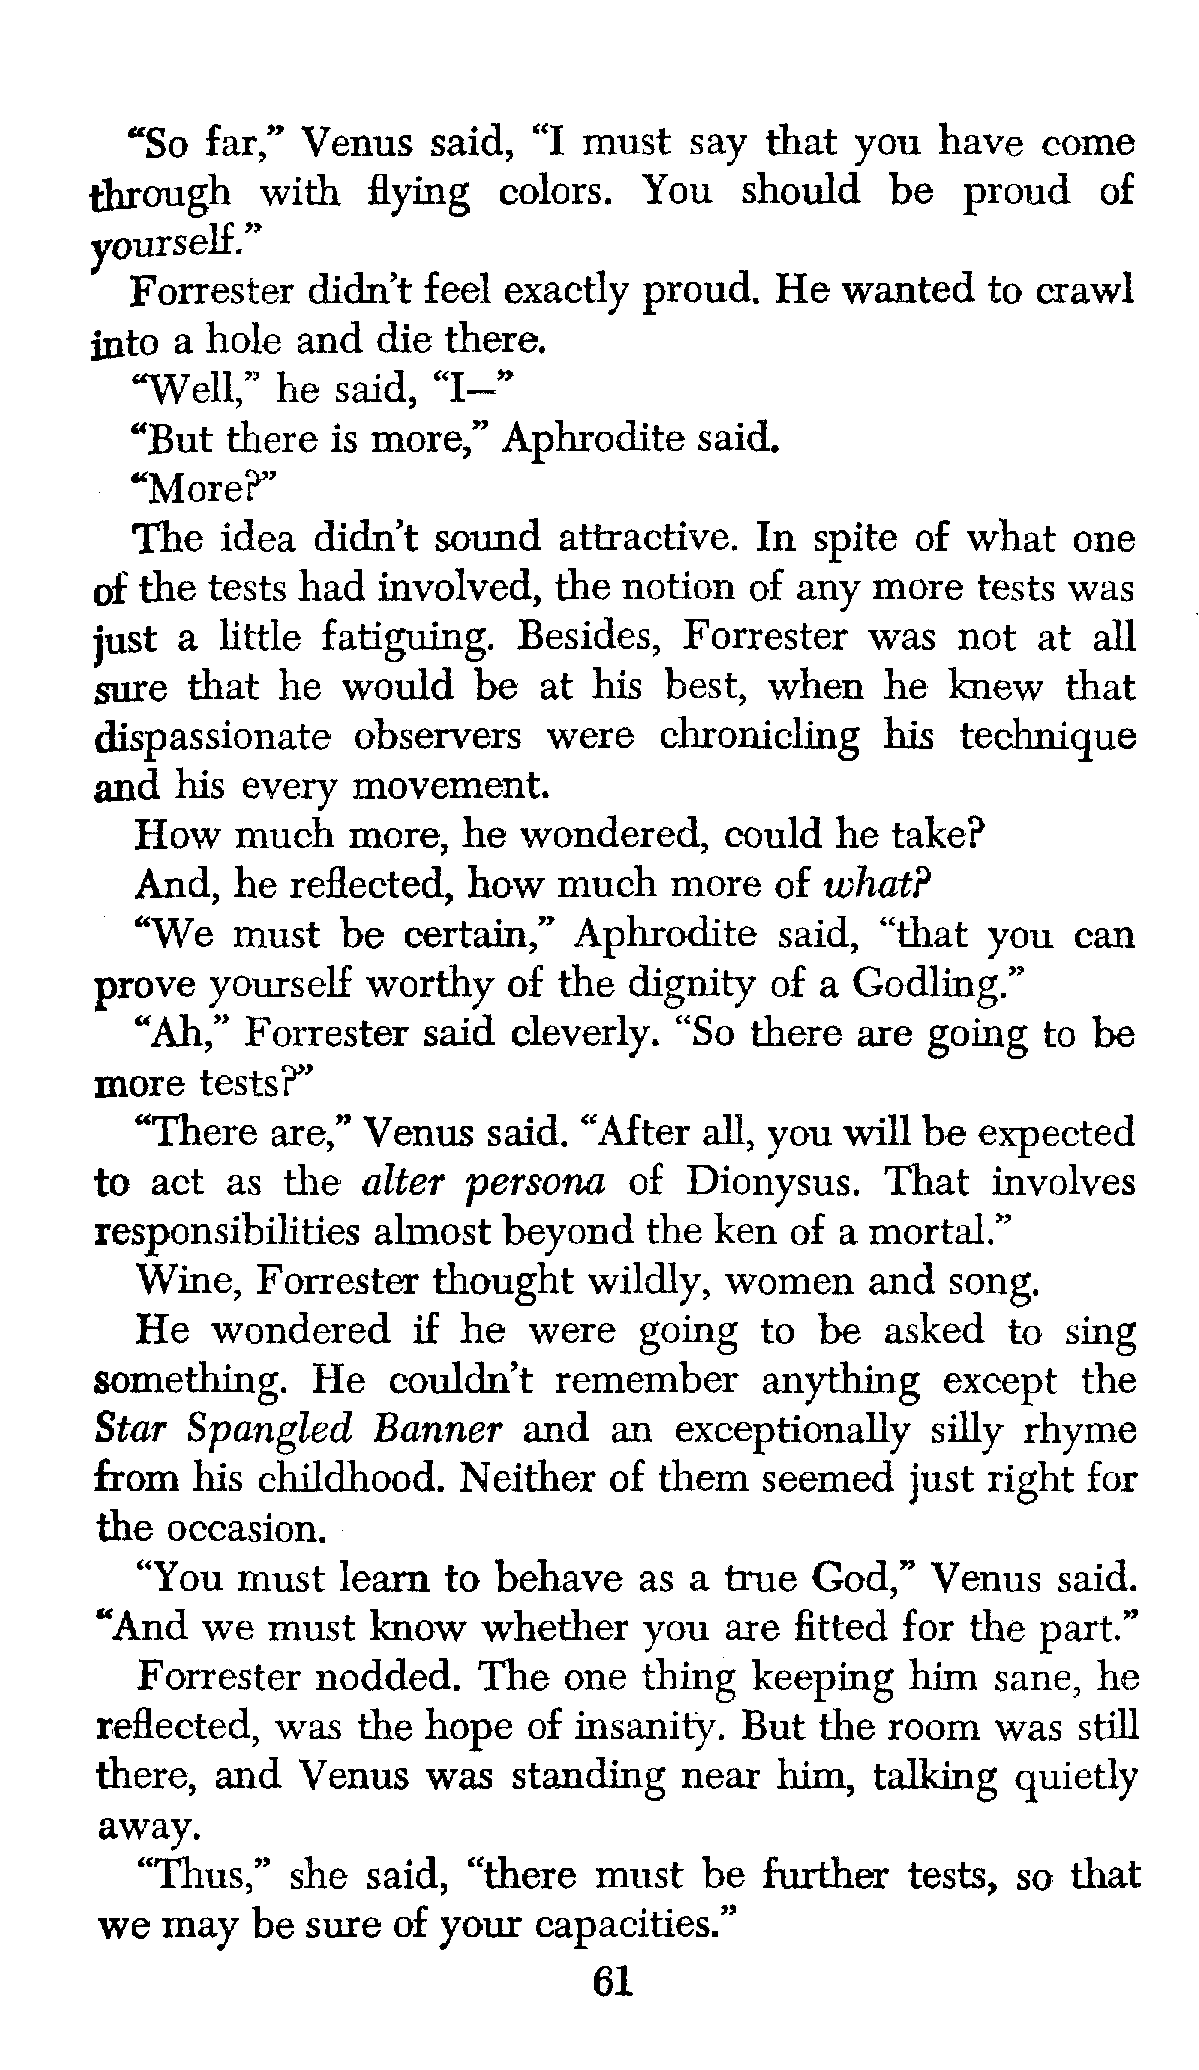 “So far,” Venus said, “I must say that you have come
through with flying colors. You should be proud of
yourself.”
Forrester didn’t feel exactly proud. He wanted to crawl
into a hole and die there.
“Well,” he said, “I—”
“But there is more,” Aphrodite said.
“More?”
The idea didn’t sound attractive. In spite of what one
of the tests had involved, the notion of any more tests was
just a little fatiguing. Besides, Forrester was not at all
sure that he would be at his best, when he knew that
dispassionate observers were chronicling his technique
and his every movement.
How much more, he wondered, could he take?
And, he reflected, how much more of what?
“We must be certain,” Aphrodite said, “that you can
prove yourself worthy of the dignity of a Godling.”
“Ah,” Forrester said cleverly. “So there are going to be
more tests?”
“There are,” Venus said. “After all, you will be expected
to act as the alter persona of Dionysus. That involves
responsibilities almost beyond the ken of a mortal.”
Wine, Forrester thought wildly, women and song.
He wondered if he were going to be asked to sing
something. He couldn’t remember anything except the
Star Spangled Banner and an exceptionally silly rhyme
from his childhood. Neither of them seemed just right for
the occasion.
“You must learn to behave as a true God,” Venus said.
“And we must know whether you are fitted for the part.”
Forrester nodded. The one thing keeping him sane, he
reflected, was the hope of insanity. But the room was still
there, and Venus was standing near him, talking quietly
away.
“Thus,” she said, “there must be further tests, so that
we may be sure of your capacities.”
61